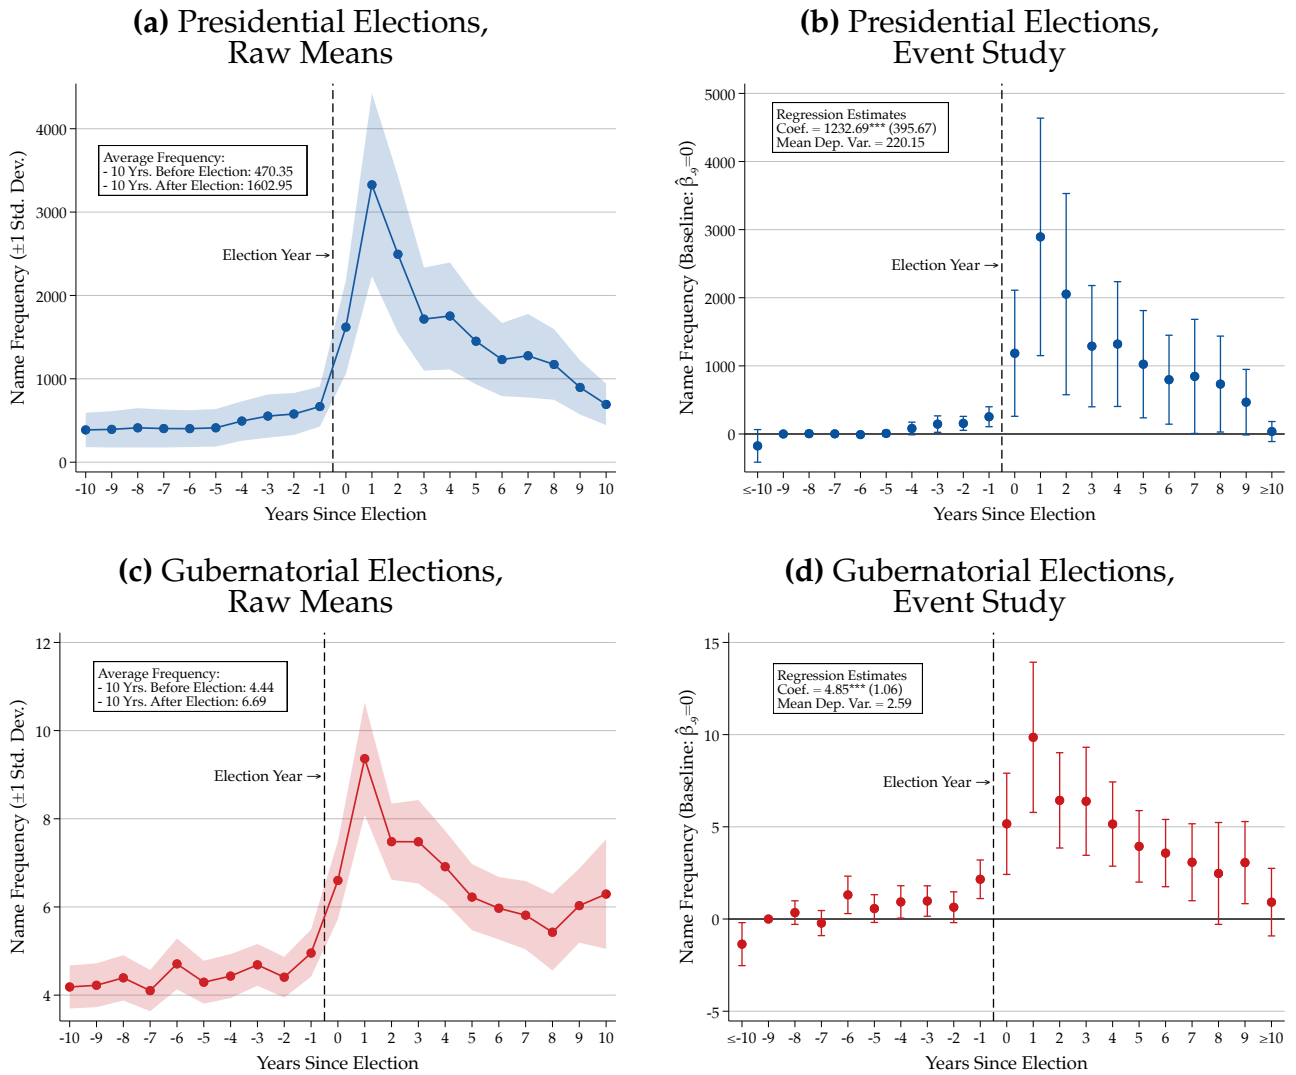 (a) Presidential Elections,
Raw Means
Name Frequency (±1 Std. Dev.)
4000
3000
2000
1000
0
Average Frequency:
- 10 Yrs. Before Election: 470.35
- 10 Yrs. After Election: 1602.95
Election Year →
-10 -9 -8 -7 -6 -5 -4 -3 -2 -1 0 1 2 3 4 5 6 7 8 9 10
Years Since Election
(b) Presidential Elections,
Event Study
Name Frequency (Baseline: β̂₋₉=0)
5000
4000
3000
2000
1000
0
Regression Estimates
Coef. = 1232.69*** (395.67)
Mean Dep. Var. = 220.15
Election Year →
≤-10 -9 -8 -7 -6 -5 -4 -3 -2 -1 0 1 2 3 4 5 6 7 8 9 ≥10
Years Since Election
(c) Gubernatorial Elections,
Raw Means
Name Frequency (±1 Std. Dev.)
12
10
8
6
4
Average Frequency:
- 10 Yrs. Before Election: 4.44
- 10 Yrs. After Election: 6.69
Election Year →
-10 -9 -8 -7 -6 -5 -4 -3 -2 -1 0 1 2 3 4 5 6 7 8 9 10
Years Since Election
(d) Gubernatorial Elections,
Event Study
Name Frequency (Baseline: β̂₋₉=0)
15
10
5
0
-5
Regression Estimates
Coef. = 4.85*** (1.06)
Mean Dep. Var. = 2.59
Election Year →
≤-10 -9 -8 -7 -6 -5 -4 -3 -2 -1 0 1 2 3 4 5 6 7 8 9 ≥10
Years Since Election